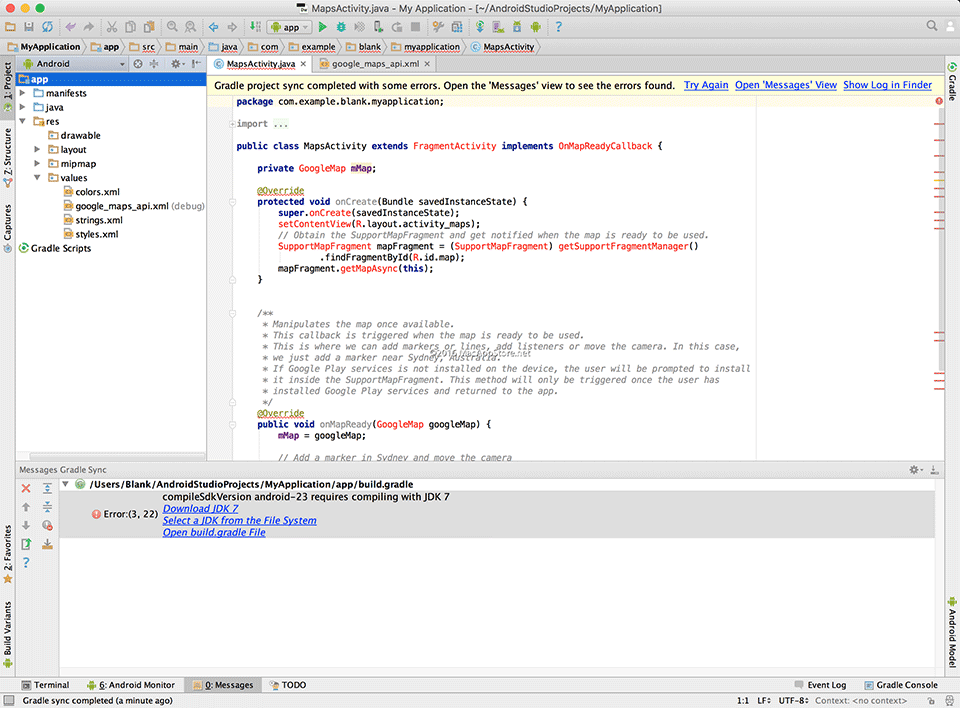 MapsActivity.java - My Application - [~/AndroidStudioProjects/MyApplication]
app
MyApplication app src main java com example blank myapplication MapsActivity
Android
MapsActivity.java google_maps_api.xml
1: Project
Z: Structure
Captures
2: Favorites
Build Variants
app
manifests
java
res
drawable
layout
mipmap
values
colors.xml
google_maps_api.xml (debug)
strings.xml
styles.xml
Gradle Scripts
Gradle project sync completed with some errors. Open the 'Messages' view to see the errors found. Try Again Open 'Messages' View Show Log in Finder
package com.example.blank.myapplication;
import ...
public class MapsActivity extends FragmentActivity implements OnMapReadyCallback {
private GoogleMap mMap;
@Override
protected void onCreate(Bundle savedInstanceState) {
super.onCreate(savedInstanceState);
setContentView(R.layout.activity_maps);
// Obtain the SupportMapFragment and get notified when the map is ready to be used.
SupportMapFragment mapFragment = (SupportMapFragment) getSupportFragmentManager()
.findFragmentById(R.id.map);
mapFragment.getMapAsync(this);
}
/**
* Manipulates the map once available.
* This callback is triggered when the map is ready to be used.
* This is where we can add markers or lines, add listeners or move the camera. In this case,
* we just add a marker near Sydney, Australia.
* If Google Play services is not installed on the device, the user will be prompted to install
* it inside the SupportMapFragment. This method will only be triggered once the user has
* installed Google Play services and returned to the app.
*/
@Override
public void onMapReady(GoogleMap googleMap) {
mMap = googleMap;
// Add a marker in Sydney and move the camera
Gradle
Android Model
Messages Gradle Sync
/Users/Blank/AndroidStudioProjects/MyApplication/app/build.gradle
compileSdkVersion android-23 requires compiling with JDK 7
Error:(3, 22) Download JDK 7
Select a JDK from the File System
Open build.gradle File
Terminal 6: Android Monitor 0: Messages TODO Event Log Gradle Console
Gradle sync completed (a minute ago) 1:1 LF÷ UTF-8÷ Context: <no context>